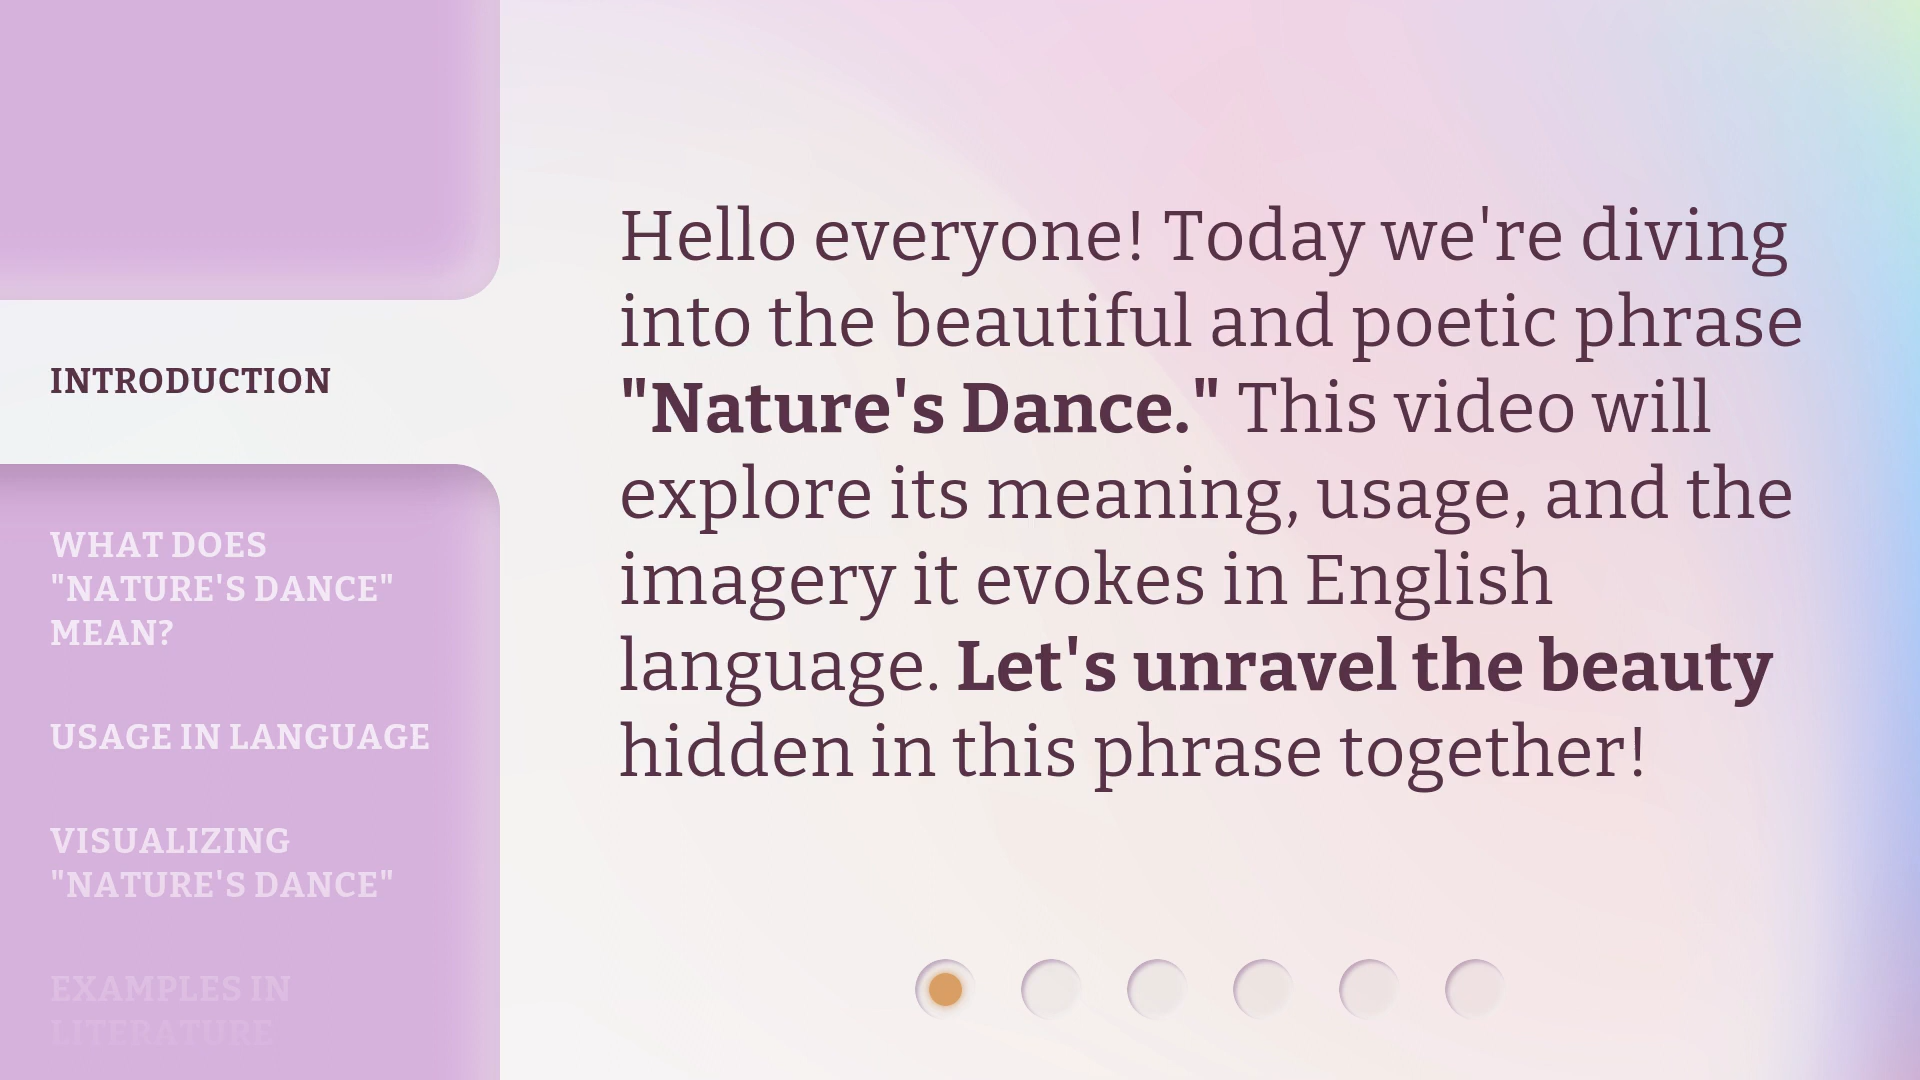 INTRODUCTION
WHAT DOES
"NATURE'S DANCE"
MEAN?
USAGE IN LANGUAGE
VISUALIZING
"NATURE'S DANCE"
EXAMPLES IN
LITERATURE
Hello everyone! Today we're diving
into the beautiful and poetic phrase
"Nature's Dance." This video will
explore its meaning, usage, and the
imagery it evokes in English
language. Let's unravel the beauty
hidden in this phrase together!